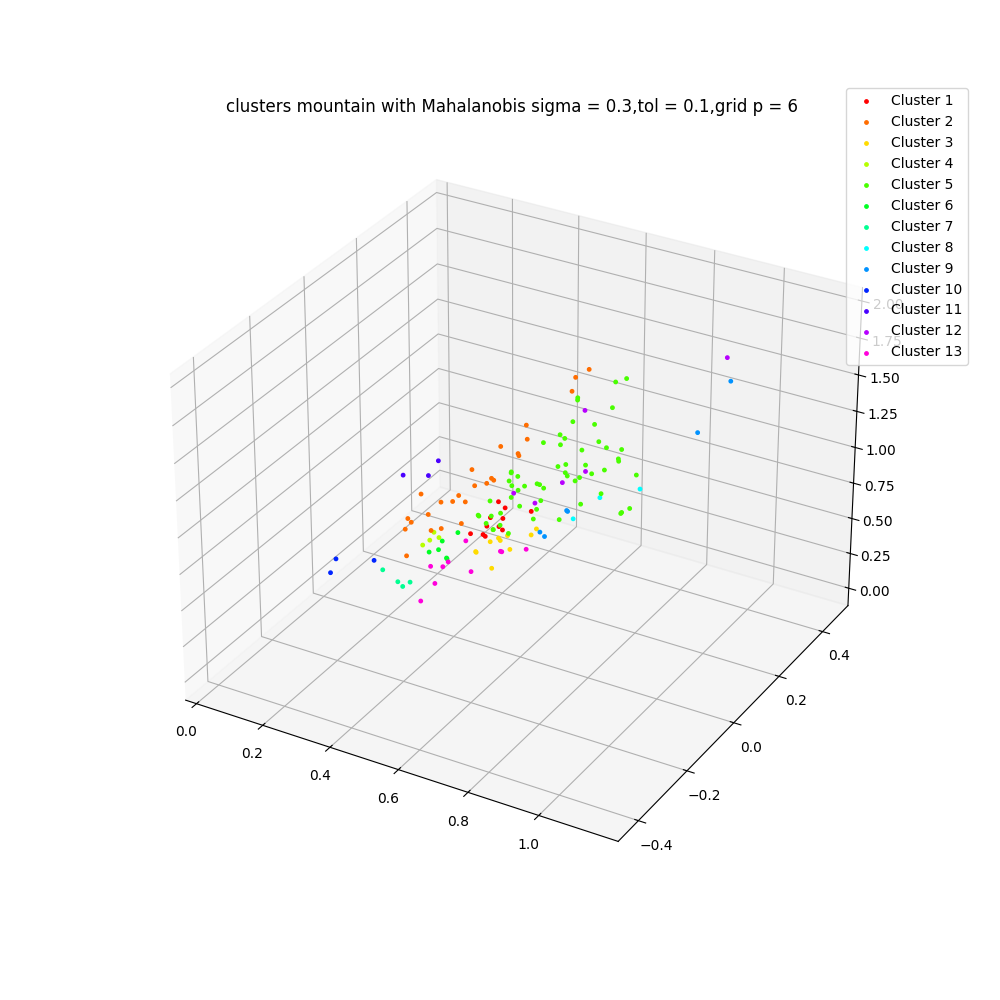 clusters mountain with Mahalanobis sigma = 0.3,tol = 0.1,grid p = 6
Cluster 1
Cluster 2
Cluster 3
Cluster 4
Cluster 5
Cluster 6
Cluster 7
Cluster 8
Cluster 9
Cluster 10
Cluster 11
Cluster 12
Cluster 13
2.00
1.75
1.50
1.25
1.00
0.75
0.50
0.25
0.00
0.4
0.2
0.0
−0.2
−0.4
0.0
0.2
0.4
0.6
0.8
1.0